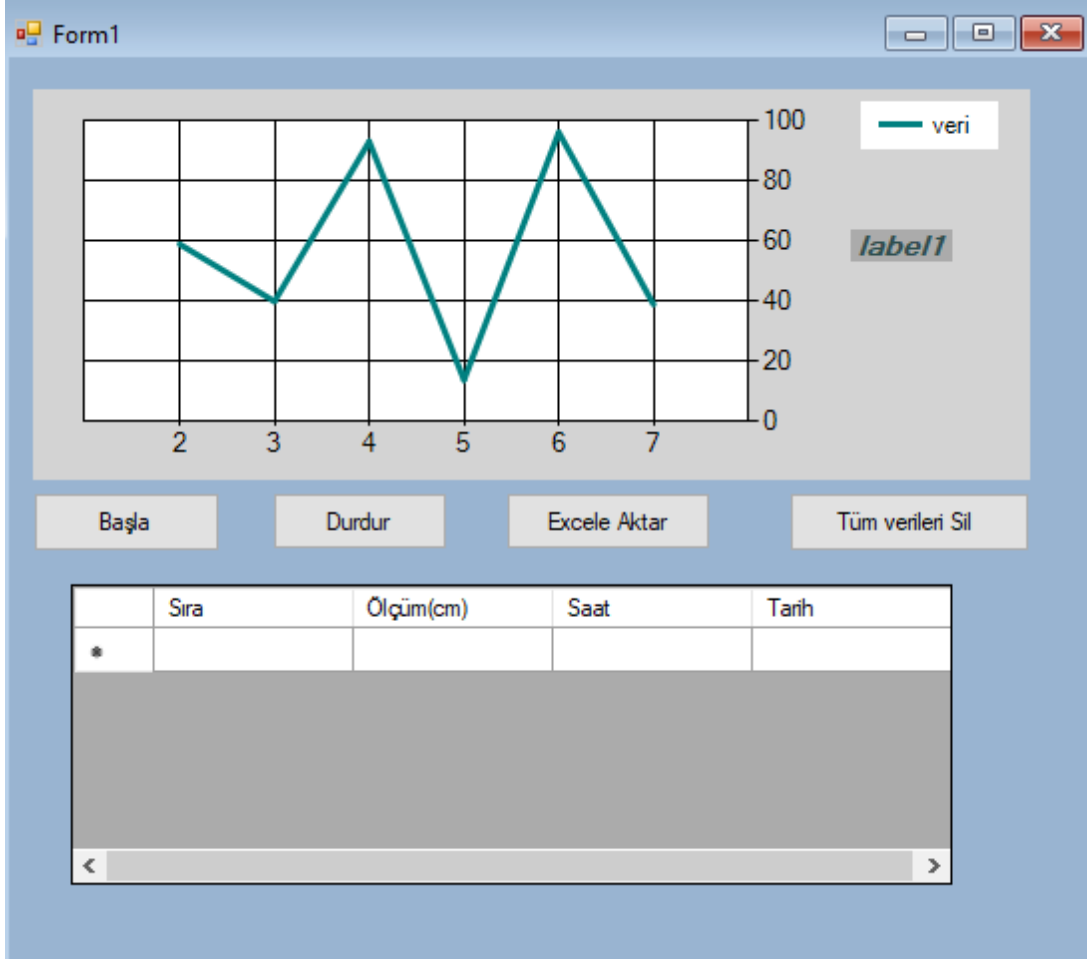 Form1
100
veri
80
60
label1
40
20
0
2 3 4 5 6 7
Başla Durdur Excele Aktar Tüm verileri Sil
Sıra Ölçüm(cm) Saat Tarih